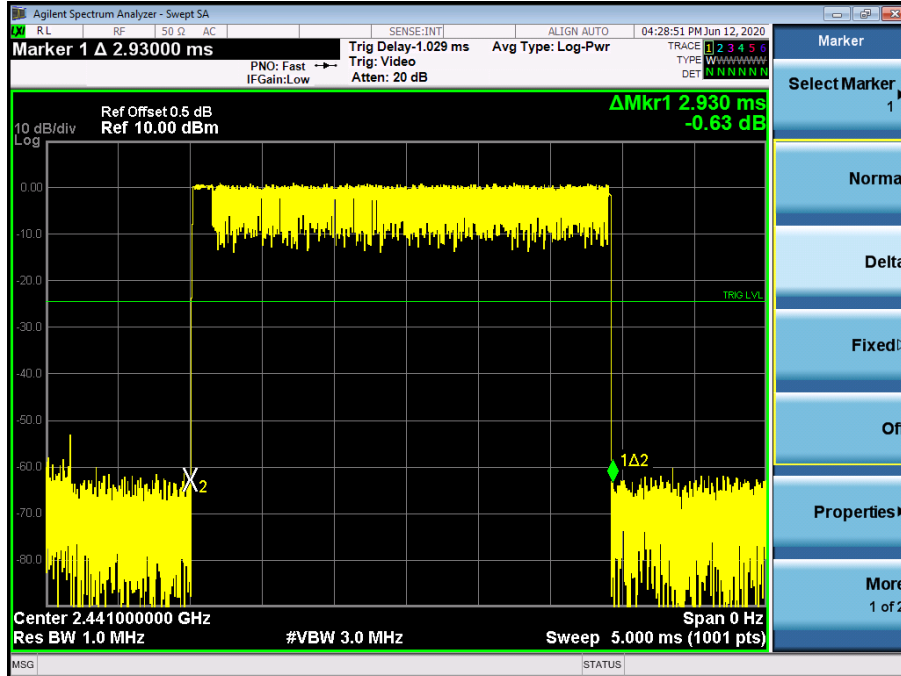 Agilent Spectrum Analyzer - Swept SA
LXI RL RF 50 Ω AC SENSE:INT ALIGN AUTO 04:28:51 PM Jun 12, 2020
Marker 1 Δ 2.93000 ms
PNO: Fast
IFGain:Low
Trig Delay-1.029 ms
Trig: Video
Atten: 20 dB
Avg Type: Log-Pwr
TRACE 1 2 3 4 5 6
TYPE WWWWWWW
DET N N N N N N
ΔMkr1 2.930 ms
-0.63 dB
Ref Offset 0.5 dB
10 dB/div Ref 10.00 dBm
Log
0.00
-10.0
-20.0
TRIG LVL
-30.0
-40.0
-50.0
-60.0
1Δ2
2
-70.0
-80.0
Center 2.441000000 GHz Span 0 Hz
Res BW 1.0 MHz #VBW 3.0 MHz Sweep 5.000 ms (1001 pts)
MSG STATUS
Marker
Select Marker
1
Norma
Delta
Fixed
Of
Properties
More
1 of 2